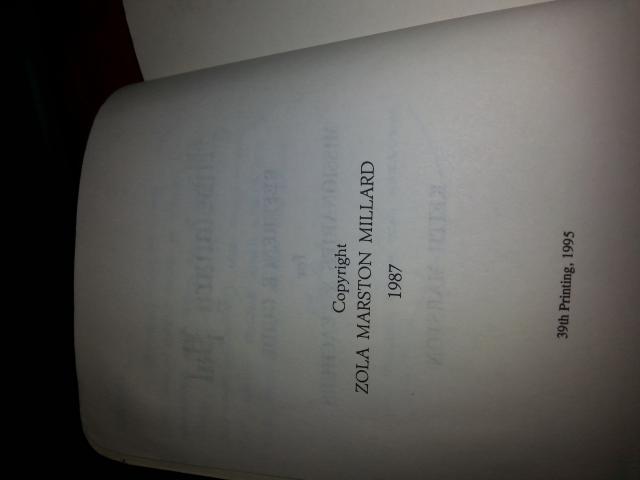 Copyright
ZOLA MARSTON MILLARD
1987
39th Printing, 1995